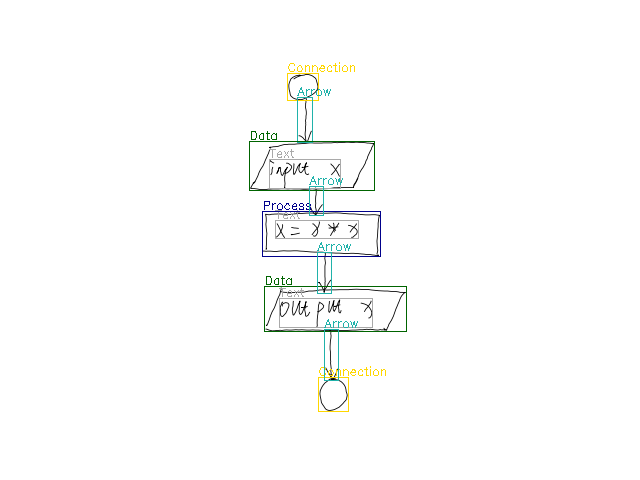 Connection
Arrow
Data
Text
input x
Arrow
Process
Text
x = x * x
Arrow
Data
Text
output x
Arrow
Connection